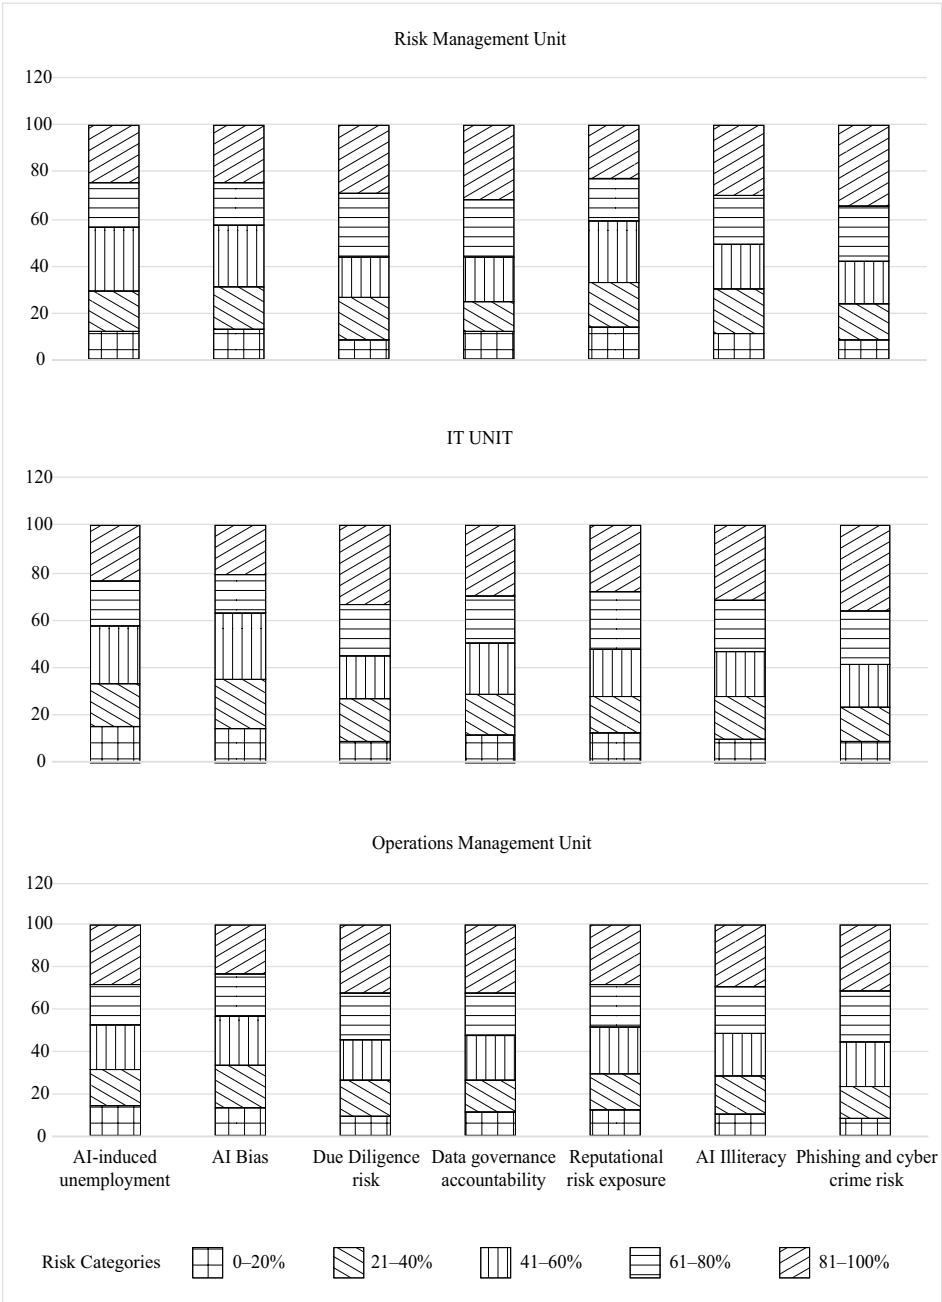 Risk Management Unit
120
100
80
60
40
20
0
IT UNIT
120
100
80
60
40
20
0
Operations Management Unit
120
100
80
60
40
20
0
AI-induced unemployment
AI Bias
Due Diligence risk
Data governance accountability
Reputational risk exposure
AI Illiteracy
Phishing and cyber crime risk
Risk Categories
0–20%
21–40%
41–60%
61–80%
81–100%